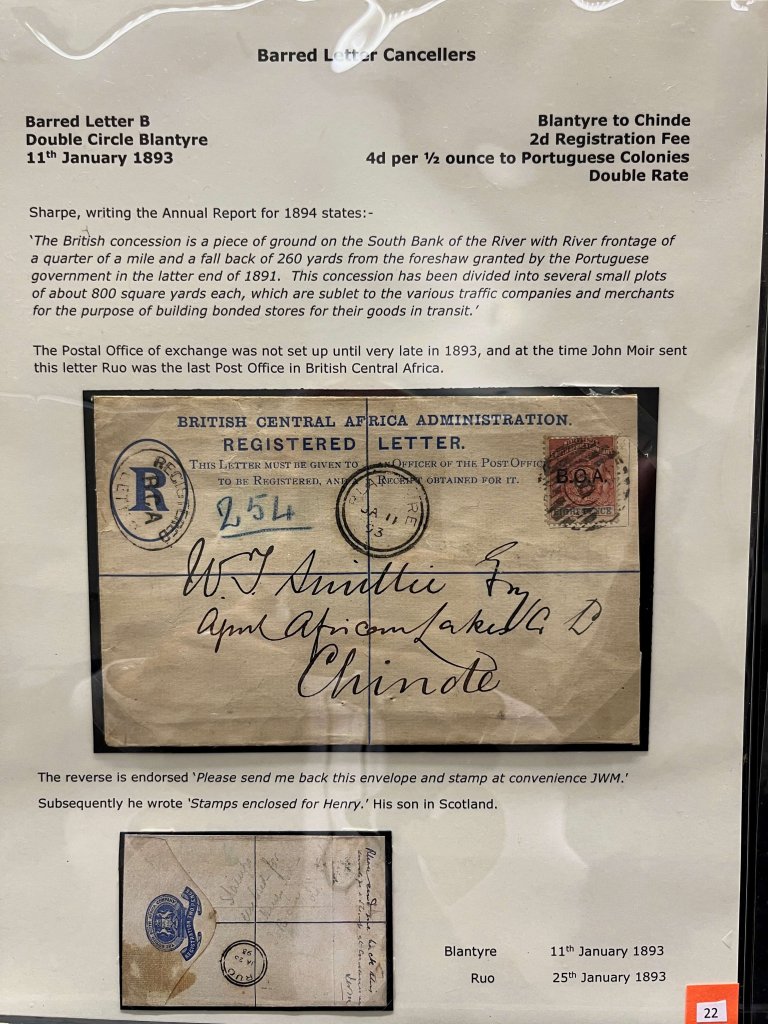 Barred Letter Cancellers
Barred Letter B
Double Circle Blantyre
11th January 1893
Blantyre to Chinde
2d Registration Fee
4d per ½ ounce to Portuguese Colonies
Double Rate
Sharpe, writing the Annual Report for 1894 states:-
'The British concession is a piece of ground on the South Bank of the River with River frontage of
a quarter of a mile and a fall back of 260 yards from the foreshaw granted by the Portuguese
government in the latter end of 1891. This concession has been divided into several small plots
of about 800 square yards each, which are sublet to the various traffic companies and merchants
for the purpose of building bonded stores for their goods in transit.'
The Postal Office of exchange was not set up until very late in 1893, and at the time John Moir sent
this letter Ruo was the last Post Office in British Central Africa.
BRITISH CENTRAL AFRICA ADMINISTRATION.
REGISTERED LETTER.
THIS LETTER MUST BE GIVEN TO AN OFFICER OF THE POST OFFICE
TO BE REGISTERED, AND A RECEIPT OBTAINED FOR IT.
R
REGISTERED
B.C.A
254
BLANTYRE
JA 11
93
B.C.A.
EIGHT PENCE
W. J. Smillie Esq
African Lakes Co
Chinde
The reverse is endorsed 'Please send me back this envelope and stamp at convenience JWM.'
Subsequently he wrote 'Stamps enclosed for Henry.' His son in Scotland.
RUO
93
Blantyre 11th January 1893
Ruo 25th January 1893
22